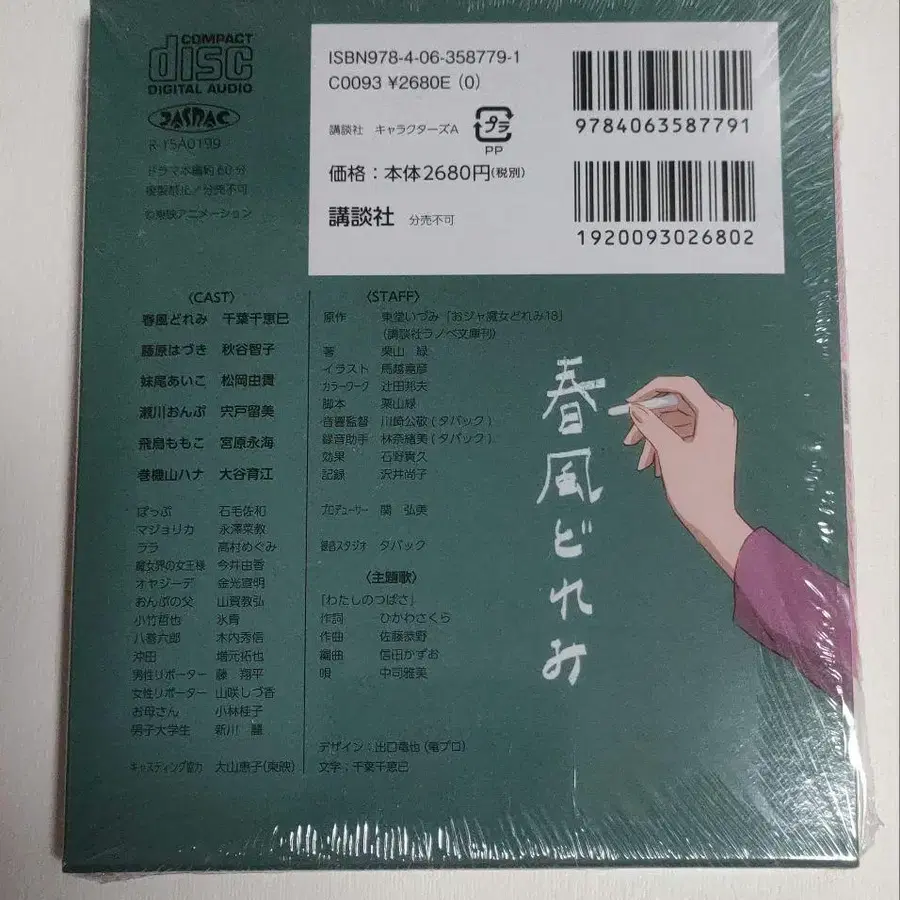 COMPACT
disc
DIGITAL AUDIO
JASRAC
R-15A0199
ドラマ本編約60分
複製禁止/分売不可
©東映アニメーション
ISBN978-4-06-358779-1
C0093 ¥2680E (0)
講談社 キャラクターズA
プラ
PP
価格:本体2680円(税別)
講談社 分売不可
9784063587791
1920093026802
〈CAST〉
春風どれみ 千葉千恵巳
藤原はづき 秋谷智子
妹尾あいこ 松岡由貴
瀬川おんぷ 宍戸留美
飛鳥ももこ 宮原永海
巻機山ハナ 大谷育江
ぽっぷ 石毛佐和
マジョリカ 永澤菜教
ララ 高村めぐみ
魔女界の女王様 今井由香
オヤジーデ 金光宣明
おんぷの父 山賀教弘
小竹哲也 氷青
八巻六郎 木内秀信
沖田 増元拓也
男性リポーター 藤 翔平
女性リポーター 山咲しづ香
お母さん 小林桂子
男子大学生 新川
キャスティング協力 大山惠子(東映)
〈STAFF〉
原作 東堂いづみ「おジャ魔女どれみ18」
(講談社ラノベ文庫刊)
著 栗山 緑
イラスト 馬越嘉彦
カラーワーク 辻田邦夫
脚本 栗山緑
音響監督 川崎公敬(タバック)
録音助手 林奈緒美(タバック)
効果 石野貴久
記録 沢井尚子
プロデューサー 関 弘美
録音スタジオ タバック
〈主題歌〉
「わたしのつばさ」
作詞 ひかわさくら
作曲 佐藤恭野
編曲 信田かずお
唄 中司雅美
デザイン:出口竜也(竜プロ)
文字:千葉千恵巳
春風どれみ